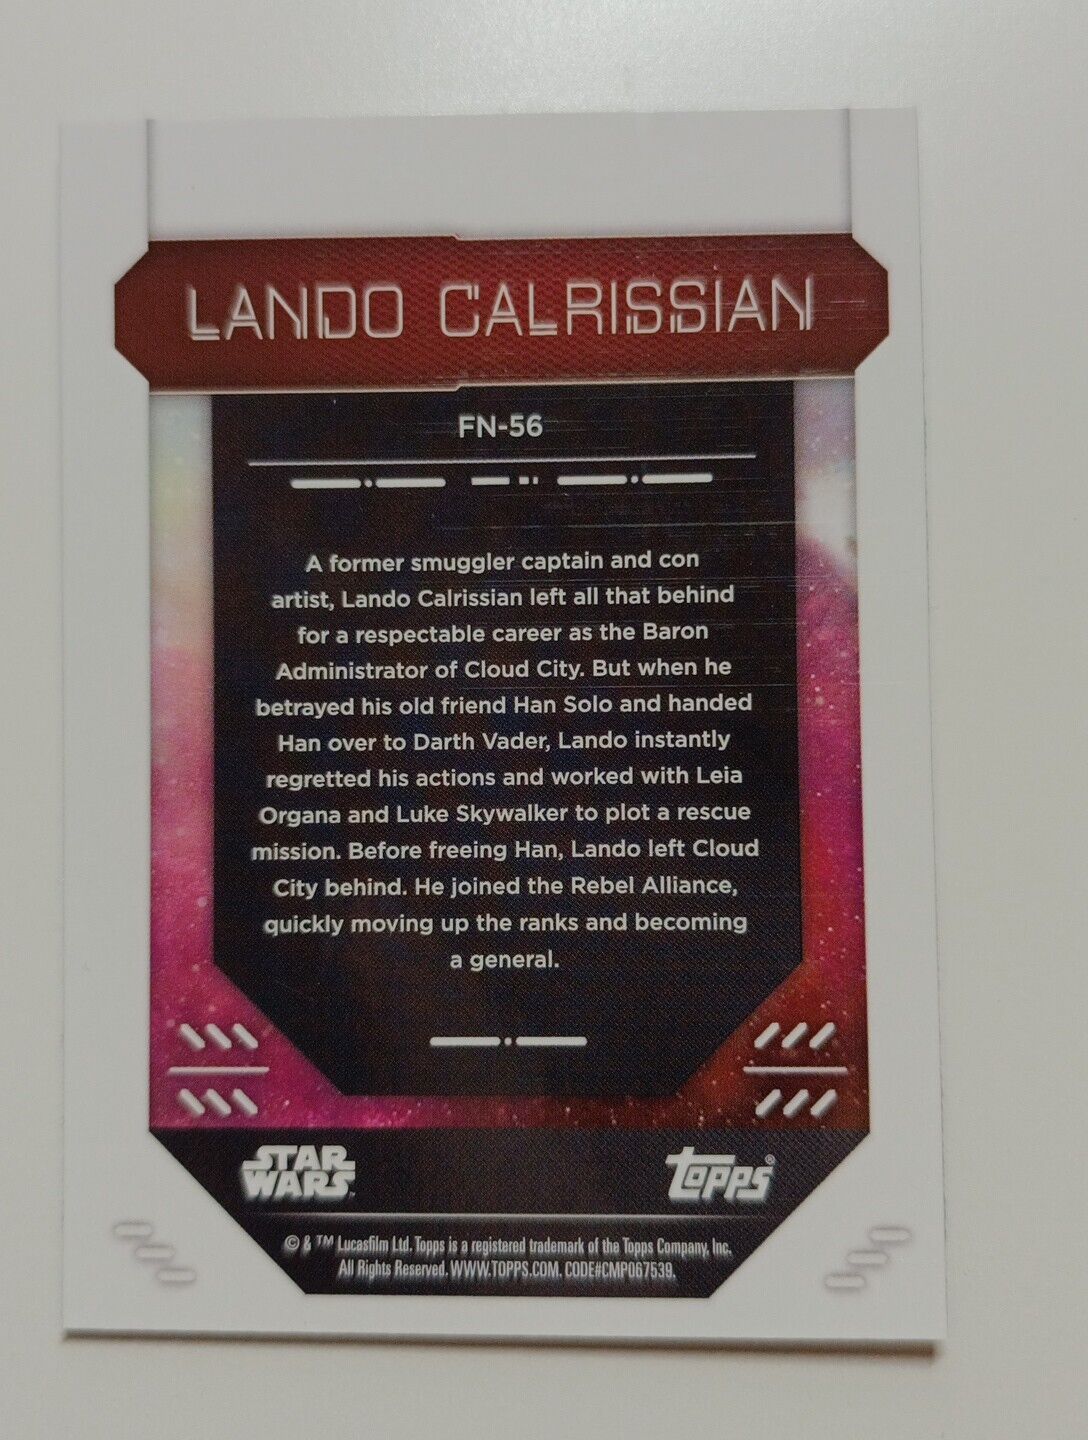 LANDO CALRISSIAN
FN-56
A former smuggler captain and con
artist, Lando Calrissian left all that behind
for a respectable career as the Baron
Administrator of Cloud City. But when he
betrayed his old friend Han Solo and handed
Han over to Darth Vader, Lando instantly
regretted his actions and worked with Leia
Organa and Luke Skywalker to plot a rescue
mission. Before freeing Han, Lando left Cloud
City behind. He joined the Rebel Alliance,
quickly moving up the ranks and becoming
a general.
STAR
WARS™
Topps®
© & ™ Lucasfilm Ltd. Topps is a registered trademark of the Topps Company, Inc.
All Rights Reserved. WWW.TOPPS.COM. CODE#CMP067539.